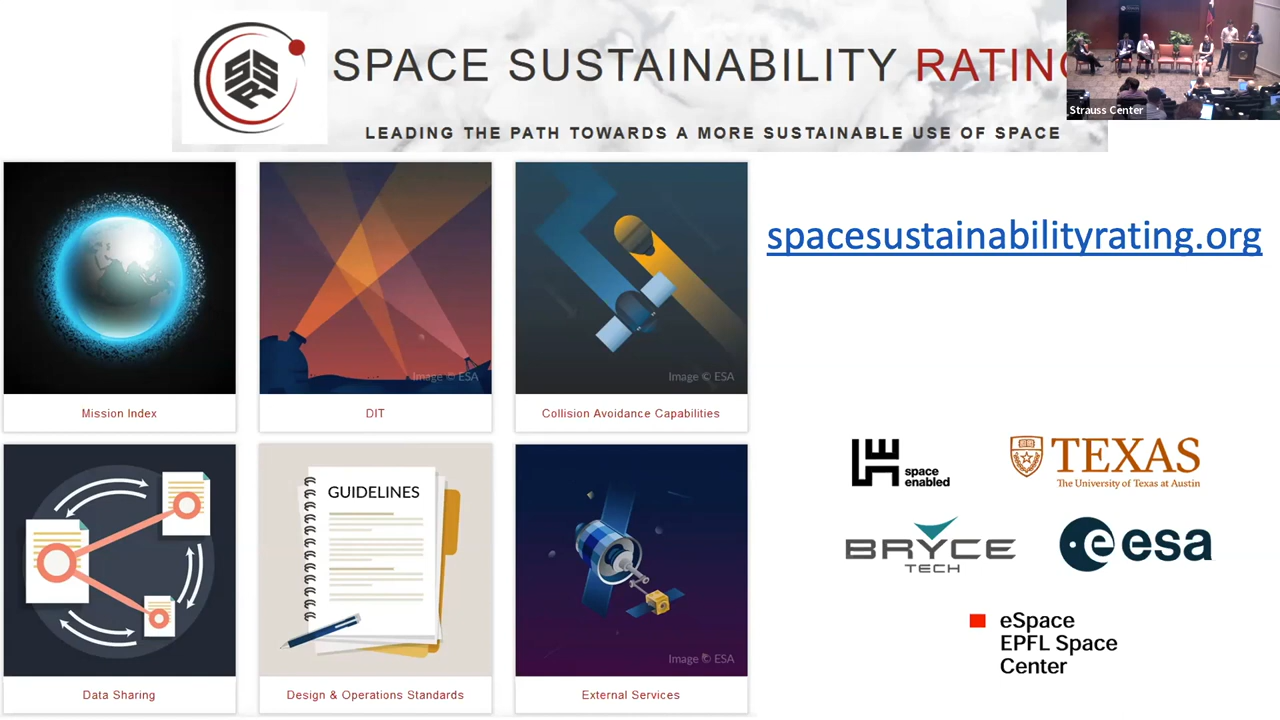 SSR
SPACE SUSTAINABILITY RATING
LEADING THE PATH TOWARDS A MORE SUSTAINABLE USE OF SPACE
Strauss Center
spacesustainabilityrating.org
Image © ESA
Image © ESA
Mission Index
DIT
Collision Avoidance Capabilities
GUIDELINES
Image © ESA
Data Sharing
Design & Operations Standards
External Services
space
enabled
TEXAS
The University of Texas at Austin
BRYCE
TECH
esa
eSpace
EPFL Space
Center